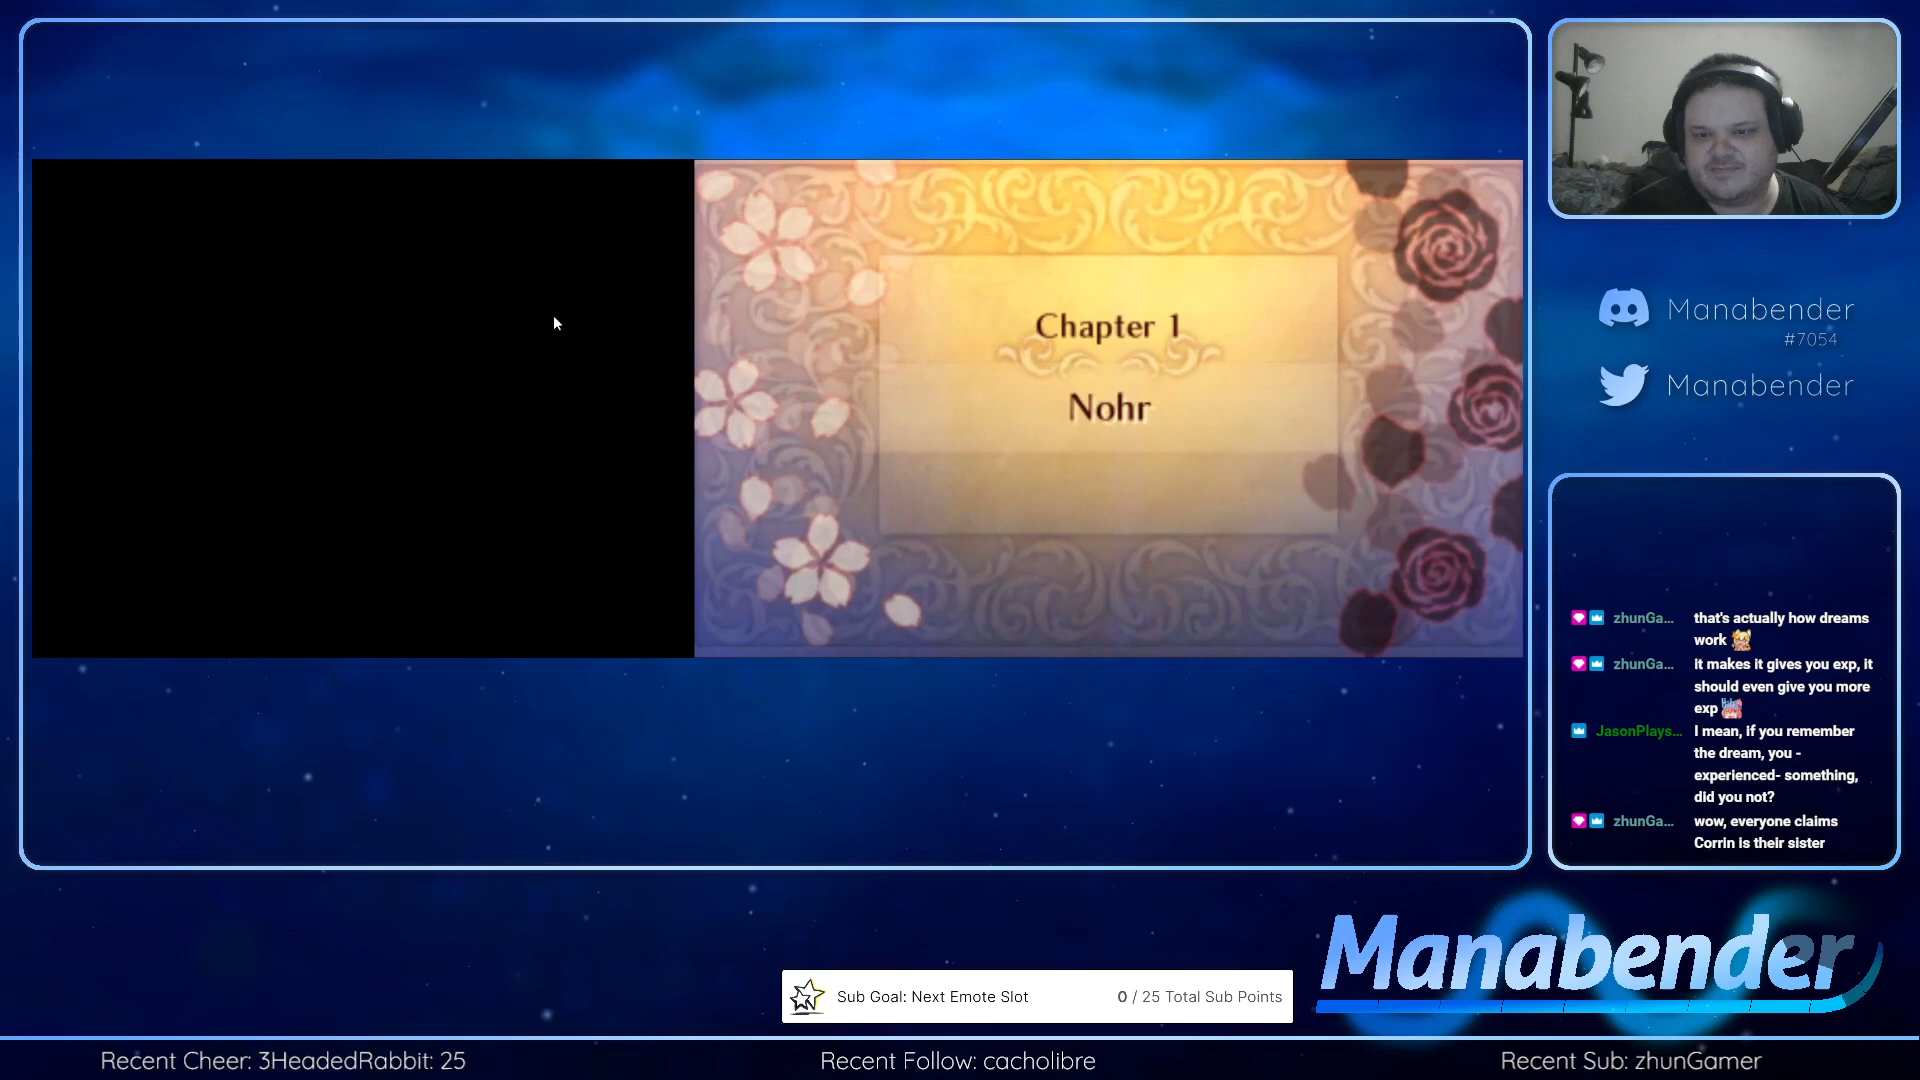 Chapter 1
Nohr
Manabender
#7054
Manabender
zhunGa... that's actually how dreams
work
zhunGa... it makes it gives you exp, it
should even give you more
exp
JasonPlays... I mean, if you remember
the dream, you -
experienced- something,
did you not?
zhunGa... wow, everyone claims
Corrin is their sister
Manabender
Sub Goal: Next Emote Slot 0 / 25 Total Sub Points
Recent Cheer: 3HeadedRabbit: 25 Recent Follow: cacholibre Recent Sub: zhunGamer